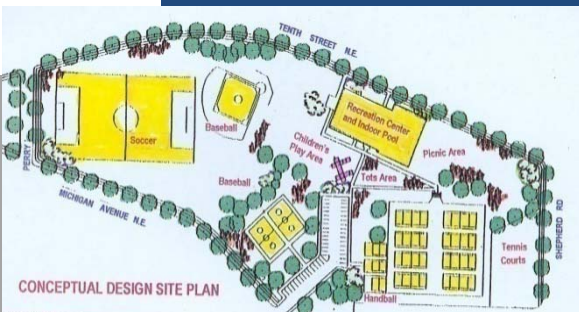 TENTH STREET N.E.
Soccer
Baseball
Recreation Center
and Indoor Pool
Children's
Play Area
Picnic Area
Tots Area
Baseball
PERRY
MICHIGAN AVENUE N.E.
SHEPHERD RD
Tennis
Courts
Handball
CONCEPTUAL DESIGN SITE PLAN